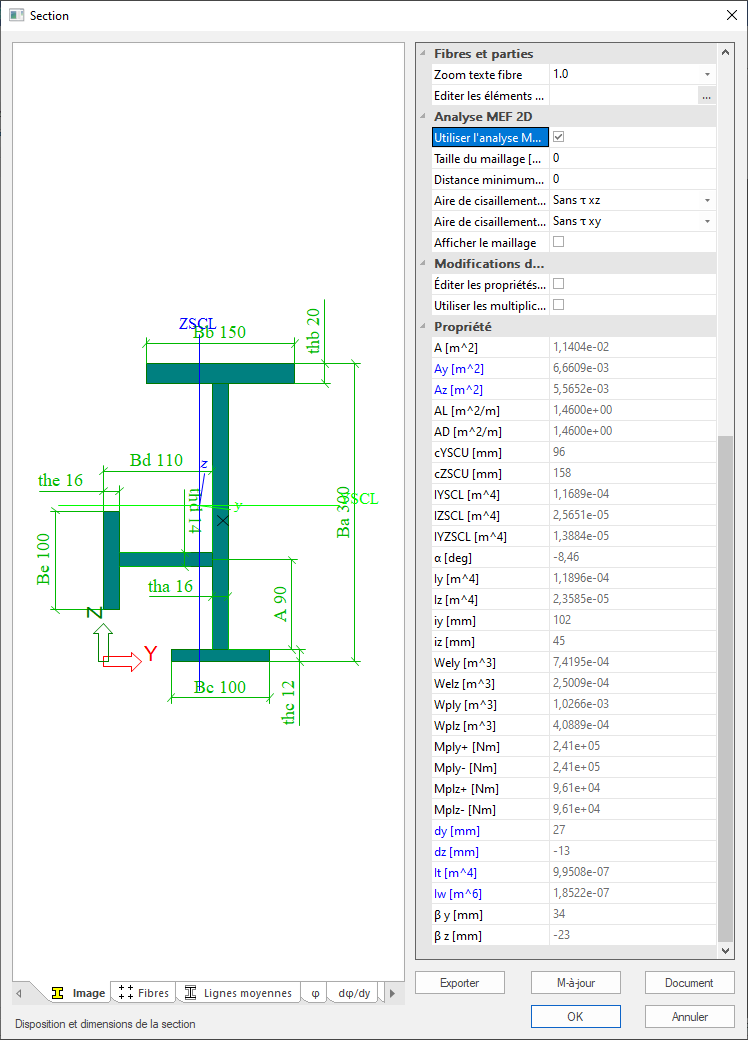 Section
ZSCL
Bb 150
thb 20
z
Bd 110
the 16
thd 14
y
YSCL
Ba 300
Be 100
tha 16
A 90
Z
Y
Bc 100
thc 12
Image
Fibres
Lignes moyennes
φ
dφ/dy
Disposition et dimensions de la section
Fibres et parties
Zoom texte fibre 1.0
Editer les éléments ... ...
Analyse MEF 2D
Utiliser l'analyse M...
Taille du maillage [... 0
Distance minimum... 0
Aire de cisaillement... Sans τ xz
Aire de cisaillement... Sans τ xy
Afficher le maillage
Modifications d...
Éditer les propriétés...
Utiliser les multiplic...
Propriété
A [m^2] 1,1404e-02
Ay [m^2] 6,6609e-03
Az [m^2] 5,5652e-03
AL [m^2/m] 1,4600e+00
AD [m^2/m] 1,4600e+00
cYSCU [mm] 96
cZSCU [mm] 158
IYSCL [m^4] 1,1689e-04
IZSCL [m^4] 2,5651e-05
IYZSCL [m^4] 1,3884e-05
α [deg] -8,46
Iy [m^4] 1,1896e-04
Iz [m^4] 2,3585e-05
iy [mm] 102
iz [mm] 45
Wely [m^3] 7,4195e-04
Welz [m^3] 2,5009e-04
Wply [m^3] 1,0266e-03
Wplz [m^3] 4,0889e-04
Mply+ [Nm] 2,41e+05
Mply- [Nm] 2,41e+05
Mplz+ [Nm] 9,61e+04
Mplz- [Nm] 9,61e+04
dy [mm] 27
dz [mm] -13
It [m^4] 9,9508e-07
Iw [m^6] 1,8522e-07
β y [mm] 34
β z [mm] -23
Exporter
M-à-jour
Document
OK
Annuler